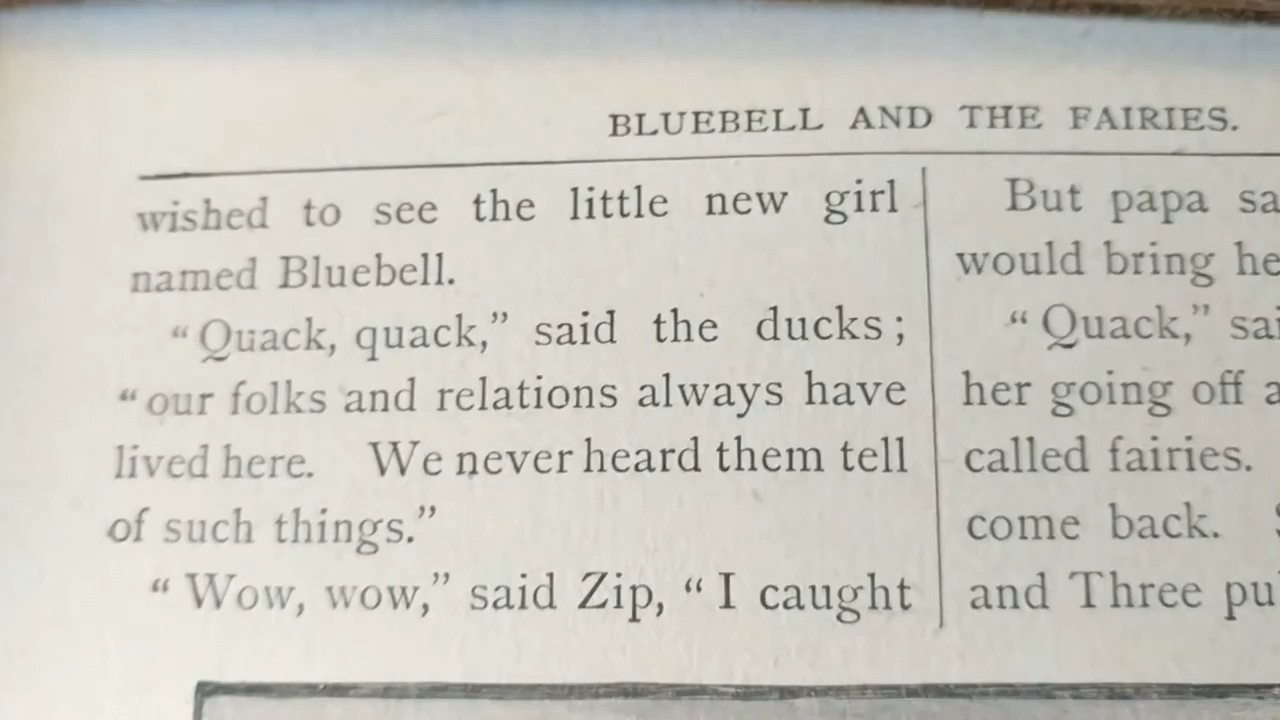 BLUEBELL AND THE FAIRIES.
wished to see the little new girl
named Bluebell.
“Quack, quack,” said the ducks;
“our folks and relations always have
lived here. We never heard them tell
of such things.”
“Wow, wow,” said Zip, “I caught
But papa
would bring
“Quack,”
her going off
called fairies.
come back.
and Three